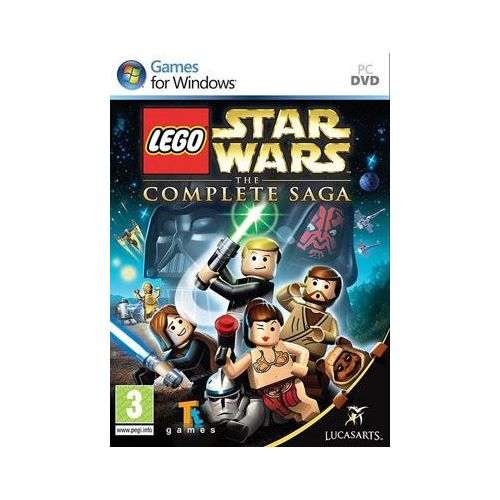 Games
for Windows
PC
DVD
LEGO
STAR
WARS
THE
COMPLETE SAGA
3
www.pegi.info
Tt
games
LUCASARTS